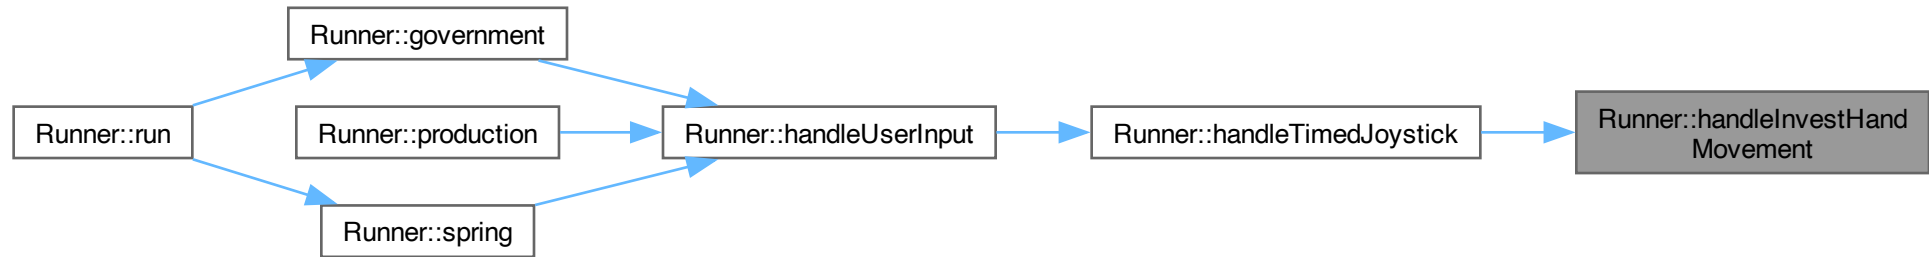 Runner::government
Runner::run
Runner::production
Runner::spring
Runner::handleUserInput
Runner::handleTimedJoystick
Runner::handleInvestHand
Movement